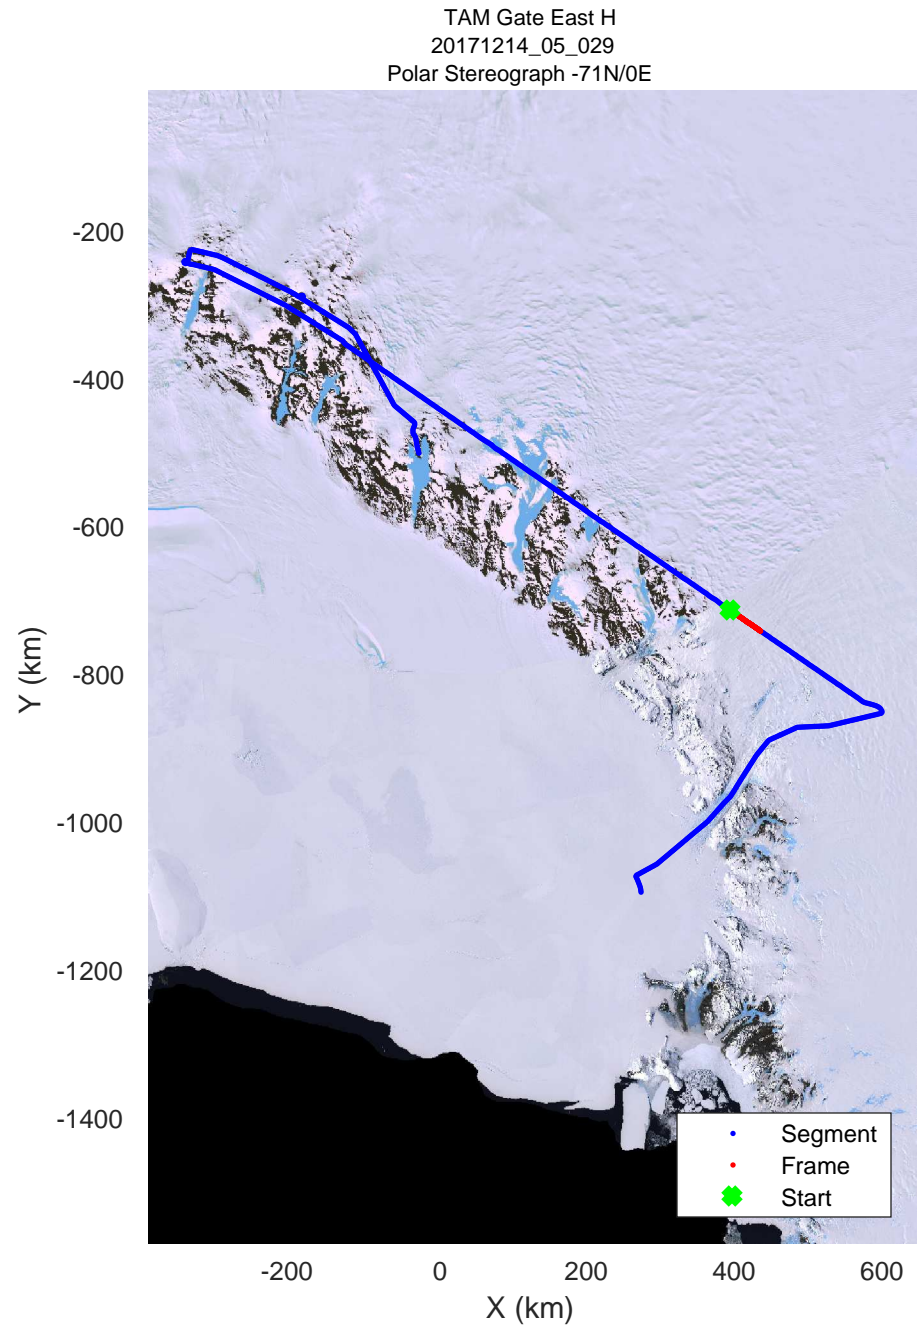 TAM Gate East H
20171214_05_029
Polar Stereograph -71N/0E
-200
-400
-600
-800
-1000
-1200
-1400
Y (km)
Segment
Frame
Start
-200 0 200 400 600
X (km)